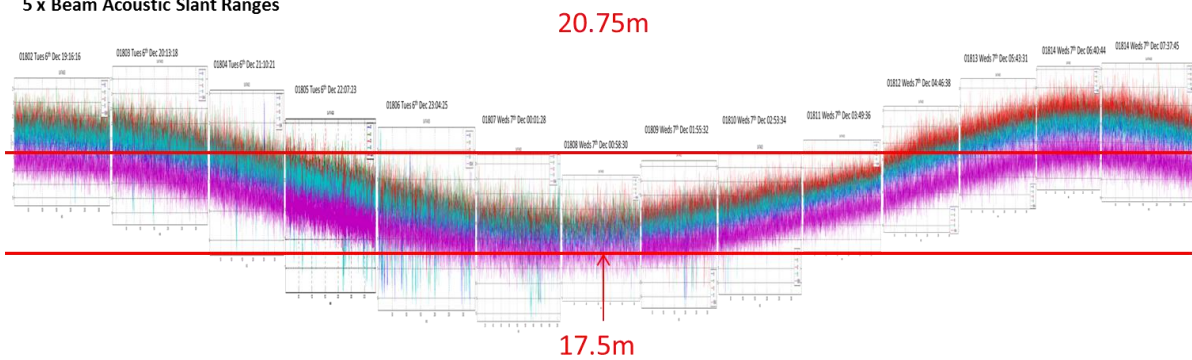 5 x Beam Acoustic Slant Ranges
20.75m
01802 Tues 6th Dec 19:16:16
01803 Tues 6th Dec 20:13:18
01804 Tues 6th Dec 21:10:21
01805 Tues 6th Dec 22:07:23
01806 Tues 6th Dec 23:04:25
01807 Weds 7th Dec 00:01:28
01808 Weds 7th Dec 00:58:30
01809 Weds 7th Dec 01:55:32
01810 Weds 7th Dec 02:53:34
01811 Weds 7th Dec 03:49:36
01812 Weds 7th Dec 04:46:38
01813 Weds 7th Dec 05:43:31
01814 Weds 7th Dec 06:40:44
01814 Weds 7th Dec 07:37:45
17.5m